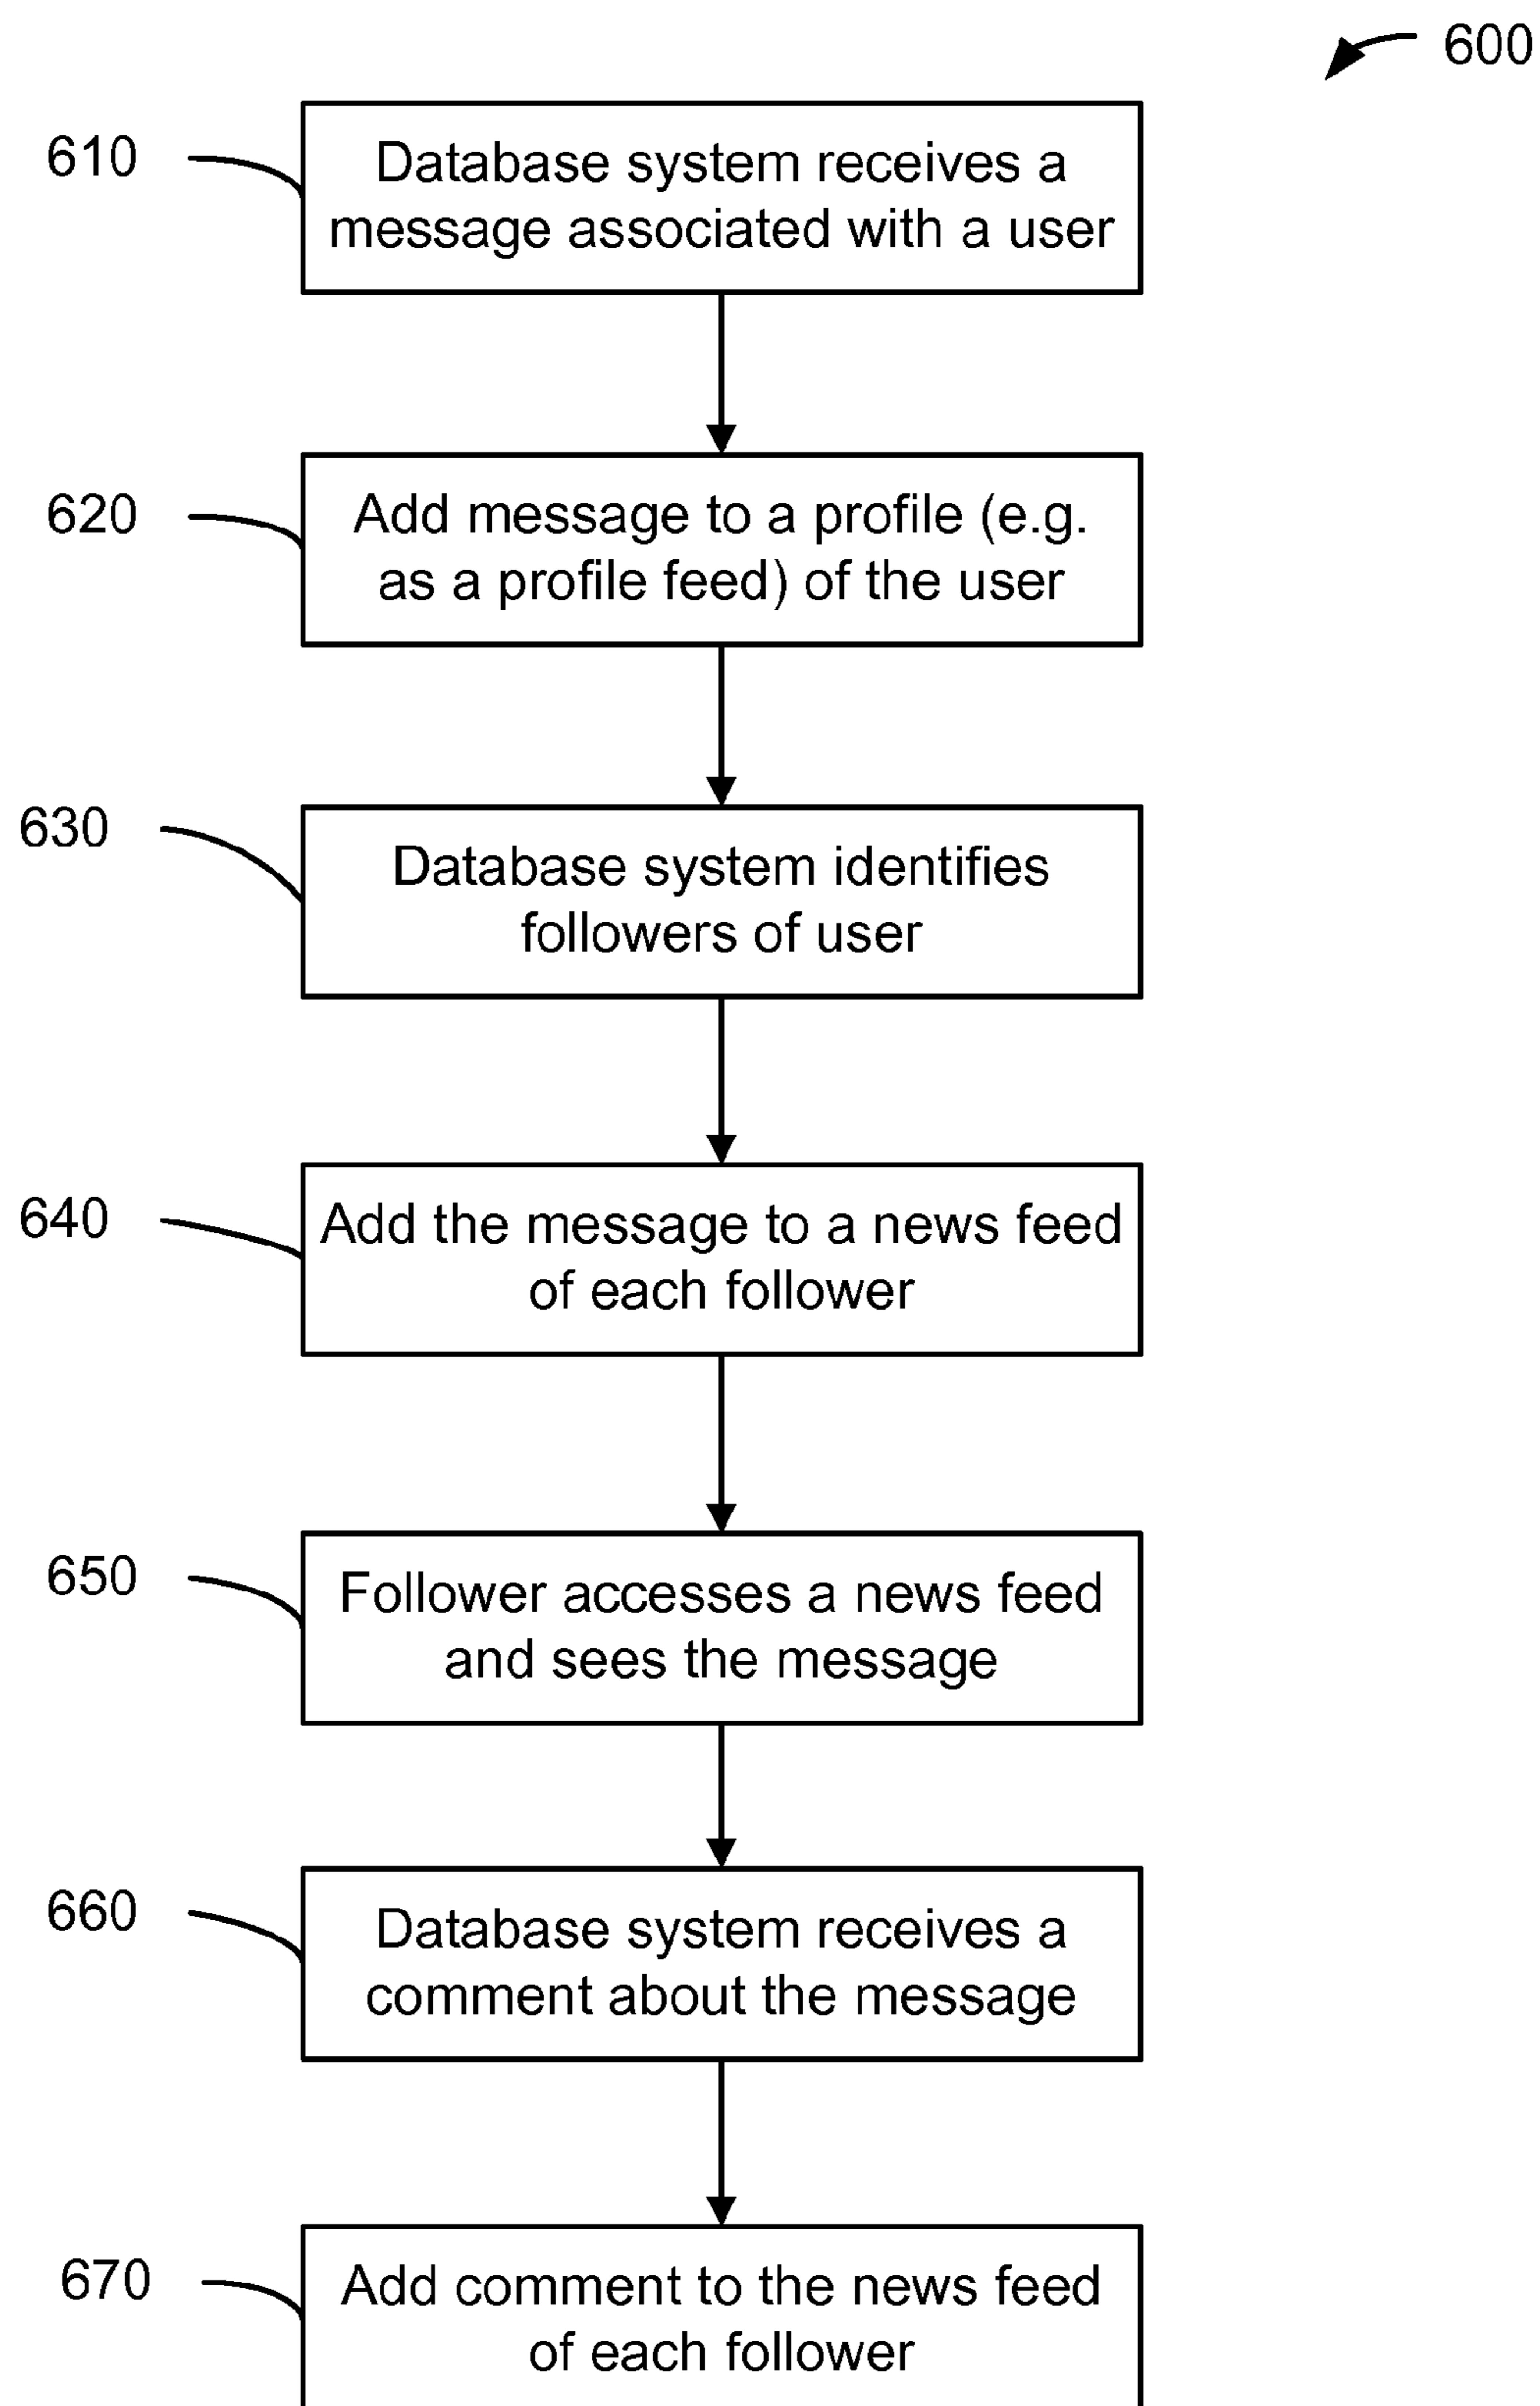 600
610
Database system receives a
message associated with a user
620
Add message to a profile (e.g.
as a profile feed) of the user
630
Database system identifies
followers of user
640
Add the message to a news feed
of each follower
650
Follower accesses a news feed
and sees the message
660
Database system receives a
comment about the message
670
Add comment to the news feed
of each follower